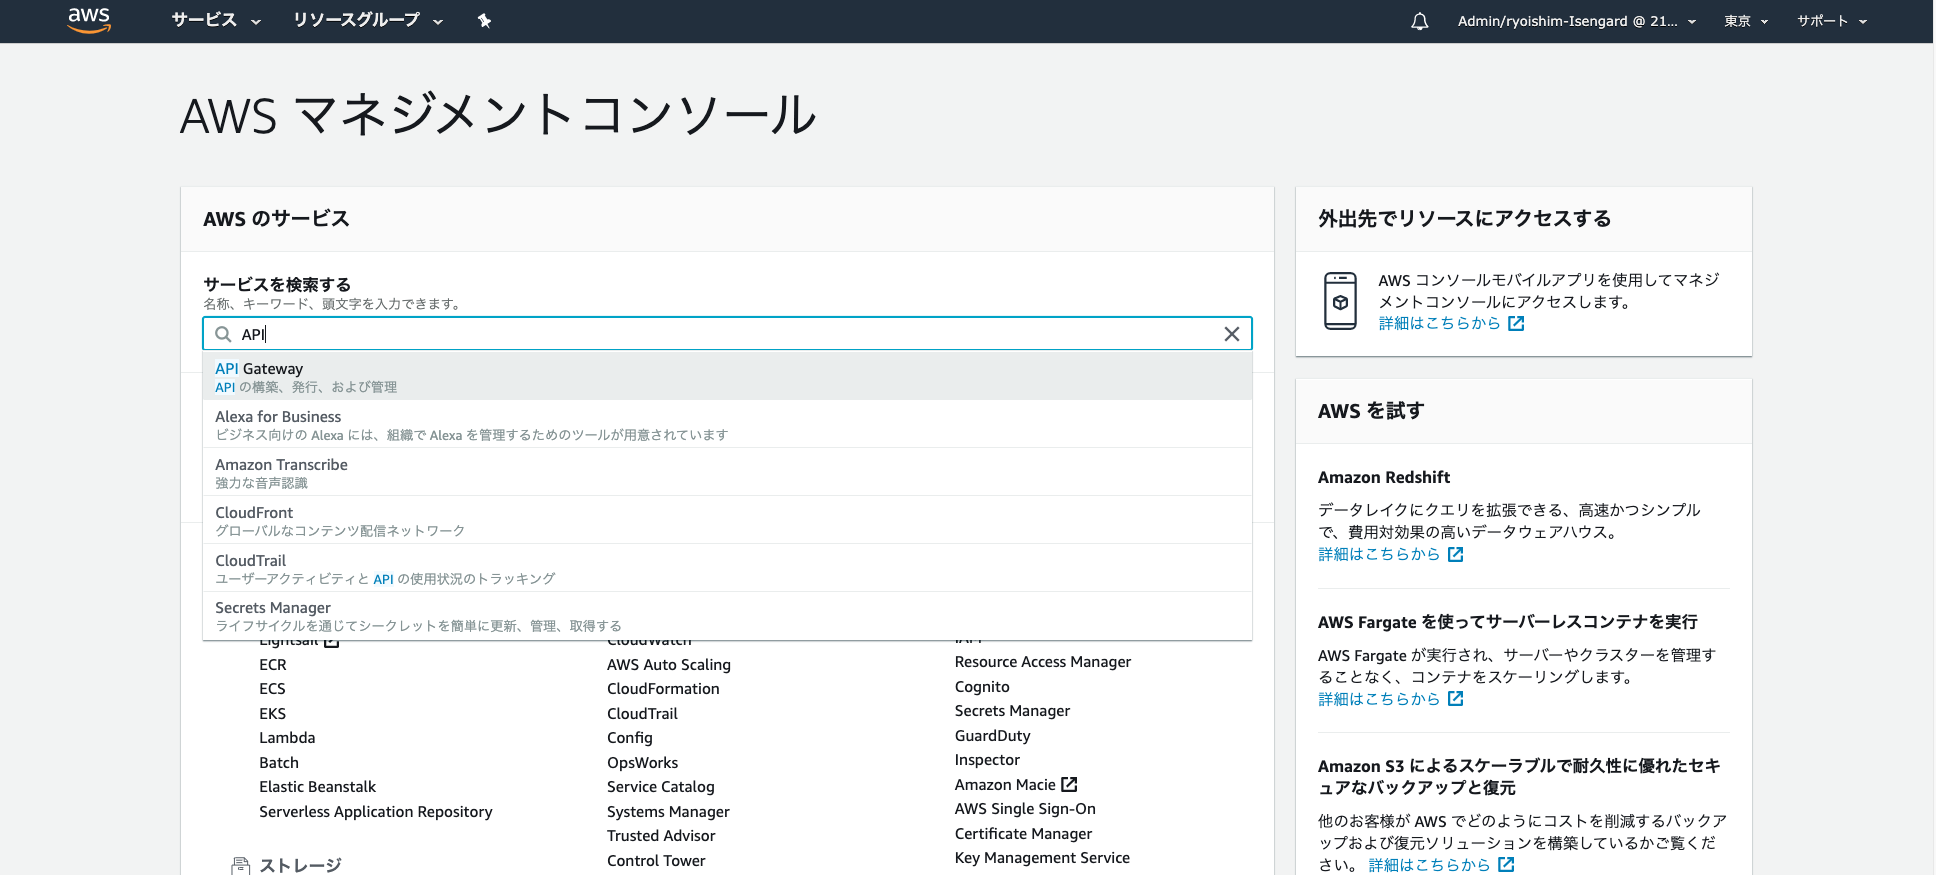 aws サービス リソースグループ Admin/ryoishim-Isengard @ 21... 東京 サポート
AWS マネジメントコンソール
AWS のサービス
サービスを検索する
名称、キーワード、頭文字を入力できます。
API
API Gateway
API の構築、発行、および管理
Alexa for Business
ビジネス向けの Alexa には、組織で Alexa を管理するためのツールが用意されています
Amazon Transcribe
強力な音声認識
CloudFront
グローバルなコンテンツ配信ネットワーク
CloudTrail
ユーザーアクティビティと API の使用状況のトラッキング
Secrets Manager
ライフサイクルを通じてシークレットを簡単に更新、管理、取得する
Lightsail
ECR
ECS
EKS
Lambda
Batch
Elastic Beanstalk
Serverless Application Repository
ストレージ
CloudWatch
AWS Auto Scaling
CloudFormation
CloudTrail
Config
OpsWorks
Service Catalog
Systems Manager
Trusted Advisor
Control Tower
IAM
Resource Access Manager
Cognito
Secrets Manager
GuardDuty
Inspector
Amazon Macie
AWS Single Sign-On
Certificate Manager
Key Management Service
外出先でリソースにアクセスする
AWS コンソールモバイルアプリを使用してマネジ
メントコンソールにアクセスします。
詳細はこちらから
AWS を試す
Amazon Redshift
データレイクにクエリを拡張できる、高速かつシンプル
で、費用対効果の高いデータウェアハウス。
詳細はこちらから
AWS Fargate を使ってサーバーレスコンテナを実行
AWS Fargate が実行され、サーバーやクラスターを管理す
ることなく、コンテナをスケーリングします。
詳細はこちらから
Amazon S3 によるスケーラブルで耐久性に優れたセキ
ュアなバックアップと復元
他のお客様が AWS でどのようにコストを削減するバックア
ップおよび復元ソリューションを構築しているかご覧くだ
さい。 詳細はこちらから